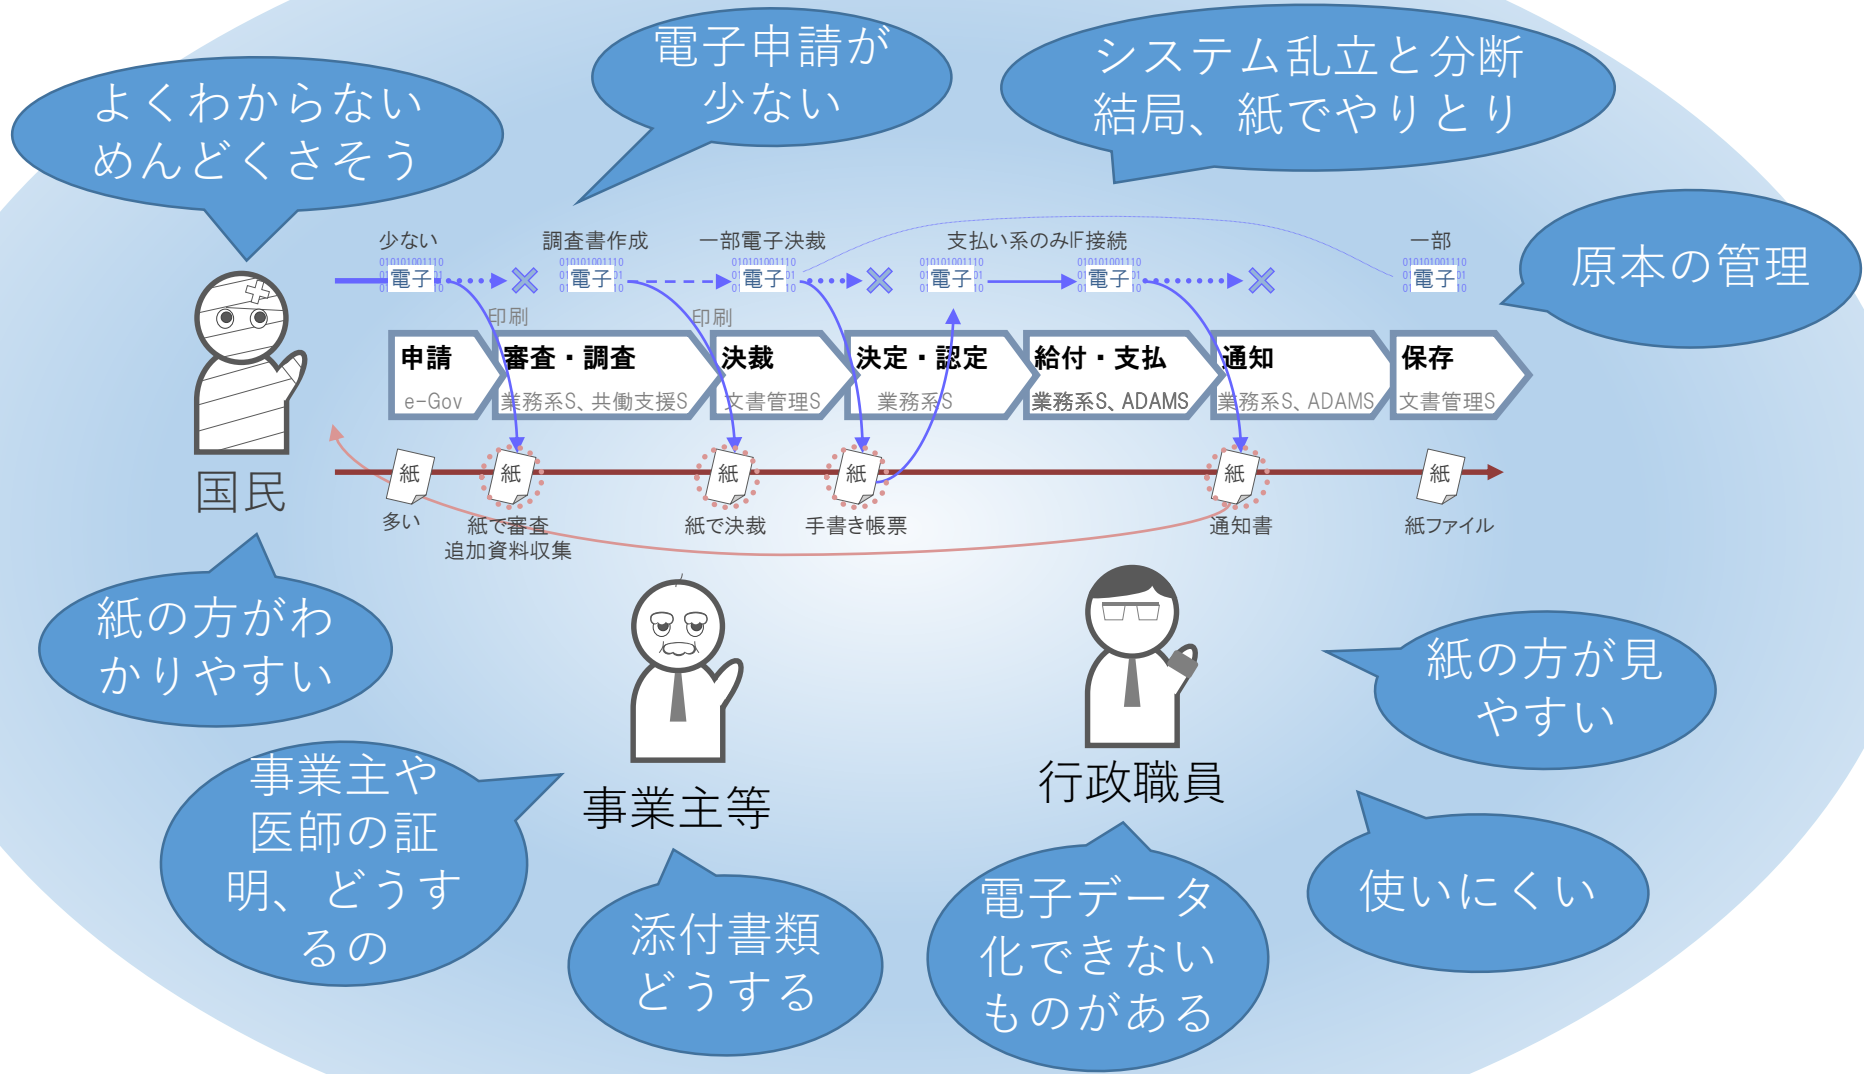 よくわからない
めんどくさそう
電子申請が
少ない
システム乱立と分断
結局、紙でやりとり
原本の管理
少ない
調査書作成
一部電子決裁
支払い系のみIF接続
一部
010101001110
電子
010101001110
電子
010101001110
電子
010101001110
電子
010101001110
電子
010101001110
電子
印刷
印刷
申請
e-Gov
審査・調査
業務系S、共働支援S
決裁
文書管理S
決定・認定
業務系S
給付・支払
業務系S、ADAMS
通知
業務系S、ADAMS
保存
文書管理S
紙
紙
紙
紙
紙
紙
多い
紙で審査
追加資料収集
紙で決裁
手書き帳票
通知書
紙ファイル
国民
紙の方がわ
かりやすい
事業主や
医師の証
明、どうす
るの
事業主等
添付書類
どうする
行政職員
電子データ
化できない
ものがある
紙の方が見
やすい
使いにくい